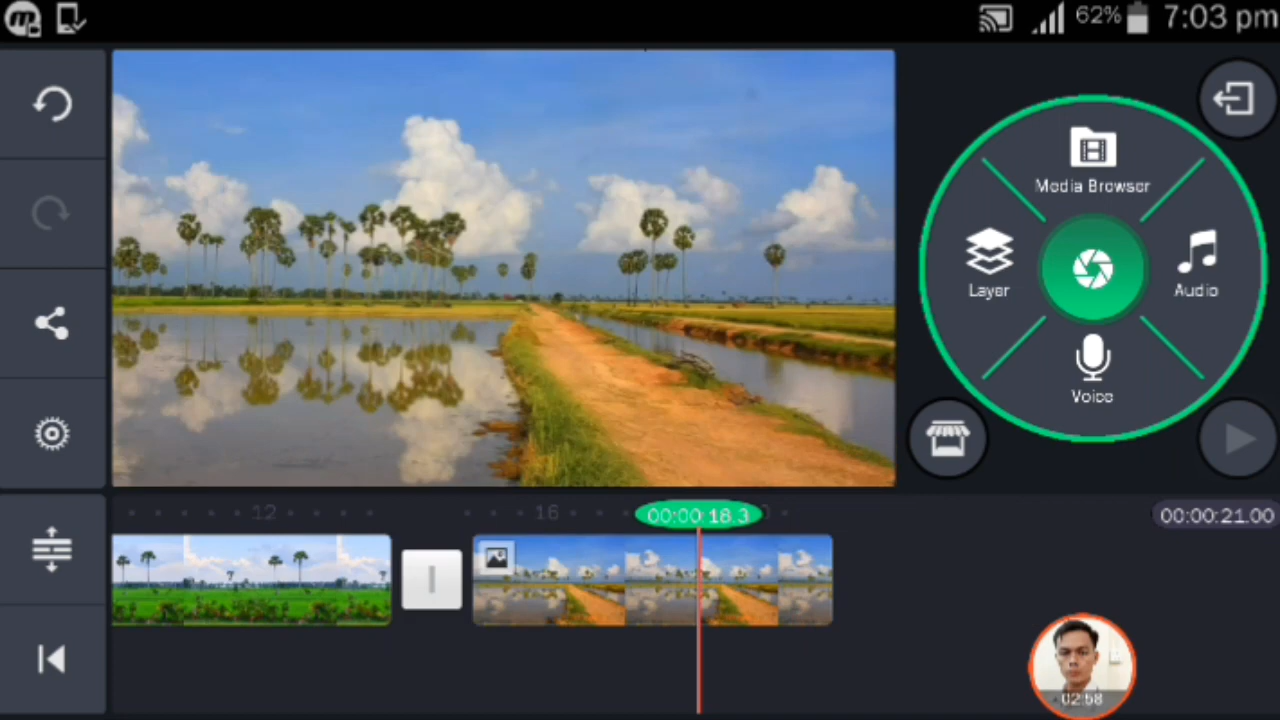 62%
7:03 pm
Media Browser
Layer
Audio
Voice
12
16
00:00:18.3
00:00:21.00
02:58